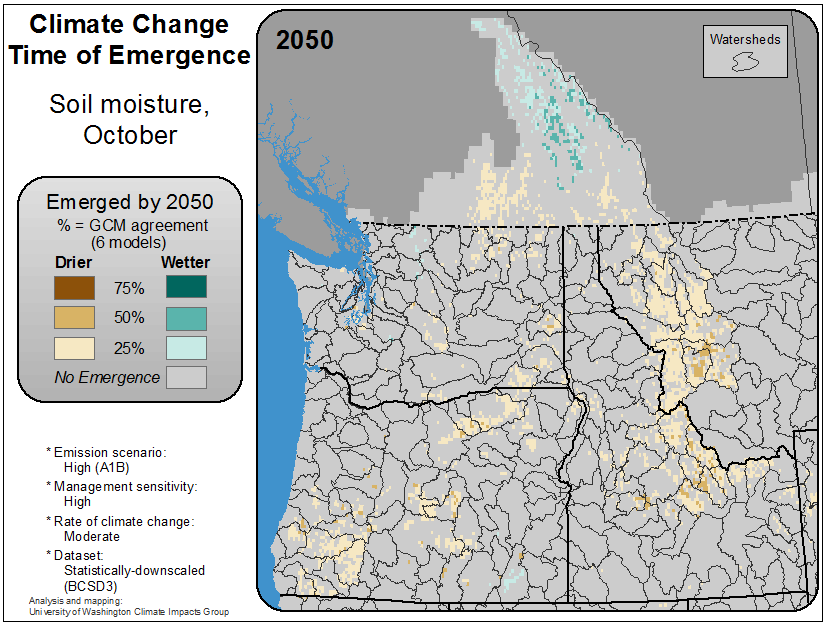 Climate Change
Time of Emergence
Soil moisture,
October
Emerged by 2050
% = GCM agreement
(6 models)
Drier Wetter
75%
50%
25%
No Emergence
* Emission scenario:
High (A1B)
* Management sensitivity:
High
* Rate of climate change:
Moderate
* Dataset:
Statistically-downscaled
(BCSD3)
Analysis and mapping:
University of Washington Climate Impacts Group
2050
Watersheds